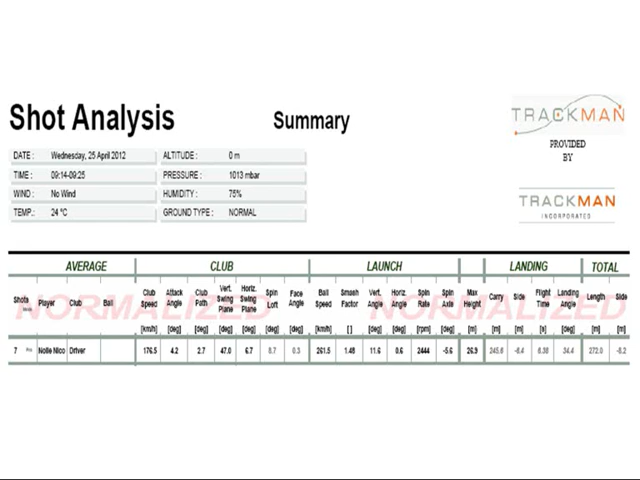 Shot Analysis
Summary
TRACKMAN
PROVIDED
BY
TRACKMAN
INCORPORATED
DATE : Wednesday, 25 April 2012 ALTITUDE : 0 m
TIME : 09:14-09:25 PRESSURE : 1013 mbar
WIND : No Wind HUMIDITY : 75%
TEMP.: 24 °C GROUND TYPE : NORMAL
AVERAGE CLUB LAUNCH LANDING TOTAL
Shots Player Club Ball Club Speed Attack Angle Club Path Vert. Swing Plane Horiz. Swing Plane Spin Loft Face Angle Ball Speed Smash Factor Vert. Angle Horiz. Angle Spin Rate Spin Axis Max Height Carry Side Flight Time Landing Angle Length Side
NORMALIZED NORMALIZED
[km/h] [deg] [deg] [deg] [deg] [deg] [deg] [km/h] [ ] [deg] [deg] [rpm] [deg] [m] [m] [m] [s] [deg] [m] [m]
7 Nolle Nico Driver 176.5 4.2 2.7 47.0 6.7 8.7 0.3 261.5 1.48 11.6 0.6 2444 -5.6 26.9 245.6 -8.4 6.38 34.4 272.0 -8.2